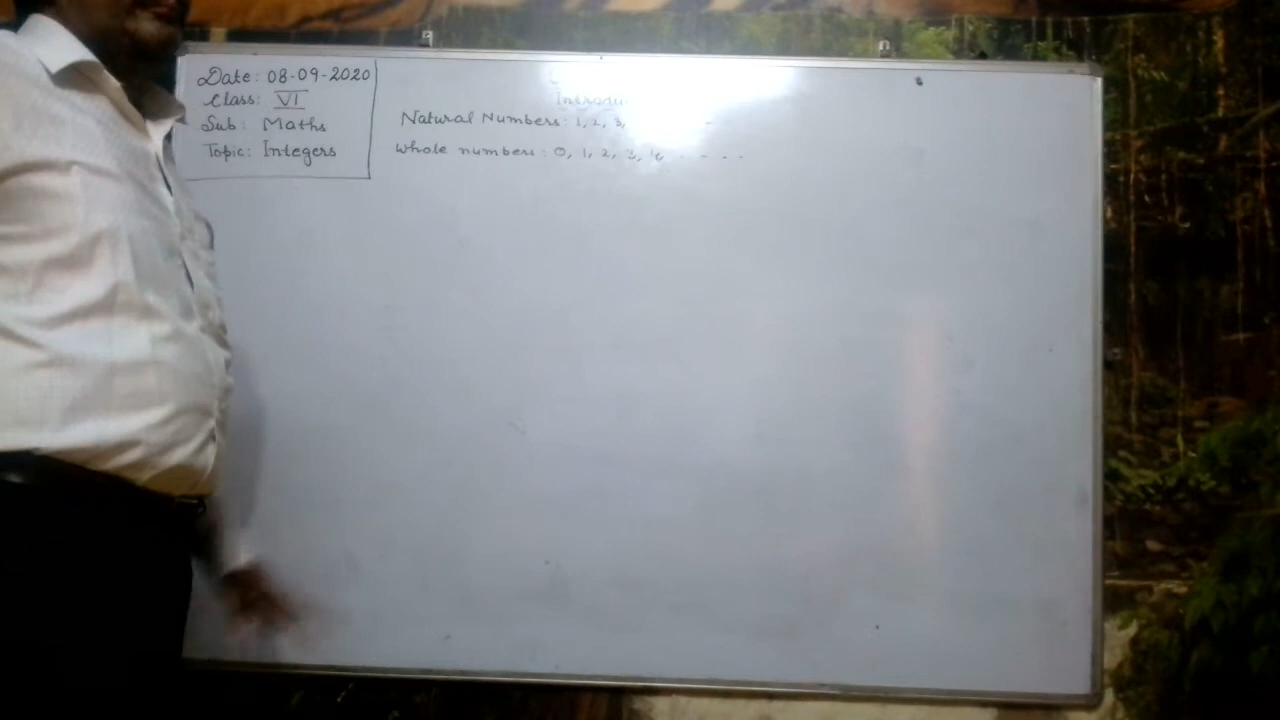 Date: 08-09-2020
Class: VI
Sub: Maths
Topic: Integers
Natural Numbers: 1, 2, 3,
Whole numbers: 0, 1, 2, 3, 4, - - - -